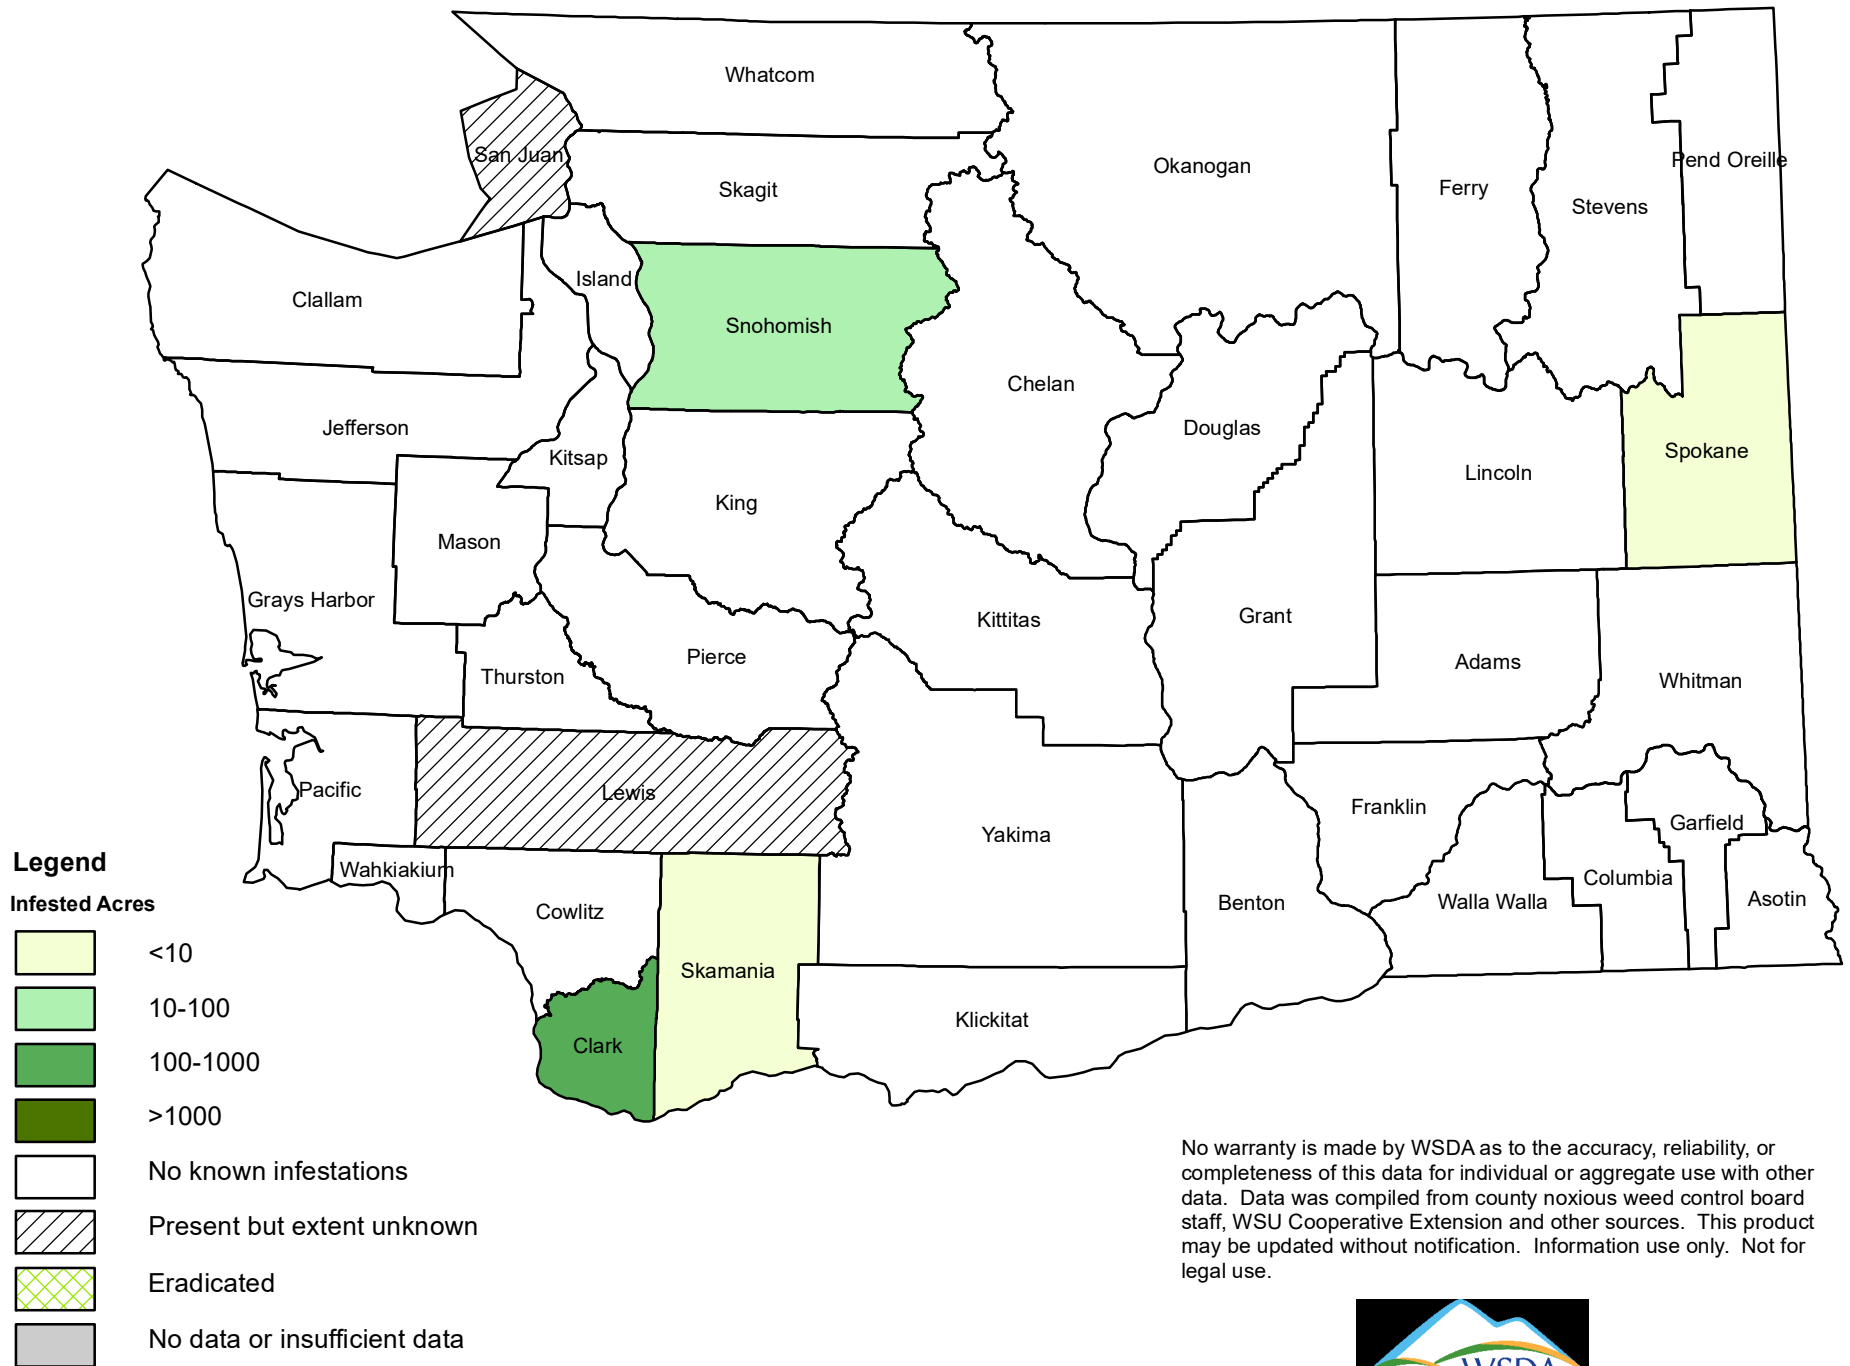 Whatcom
San Juan
Skagit
Okanogan
Ferry
Stevens
Pend Oreille
Clallam
Island
Snohomish
Chelan
Douglas
Lincoln
Spokane
Jefferson
Kitsap
King
Mason
Grays Harbor
Kittitas
Grant
Adams
Whitman
Thurston
Pierce
Pacific
Lewis
Yakima
Franklin
Garfield
Wahkiakium
Cowlitz
Benton
Walla Walla
Columbia
Asotin
Skamania
Klickitat
Clark
Legend
Infested Acres
<10
10-100
100-1000
>1000
No known infestations
Present but extent unknown
Eradicated
No data or insufficient data
No warranty is made by WSDA as to the accuracy, reliability, or
completeness of this data for individual or aggregate use with other
data.  Data was compiled from county noxious weed control board
staff, WSU Cooperative Extension and other sources.  This product
may be updated without notification.  Information use only.  Not for
legal use.
WSDA